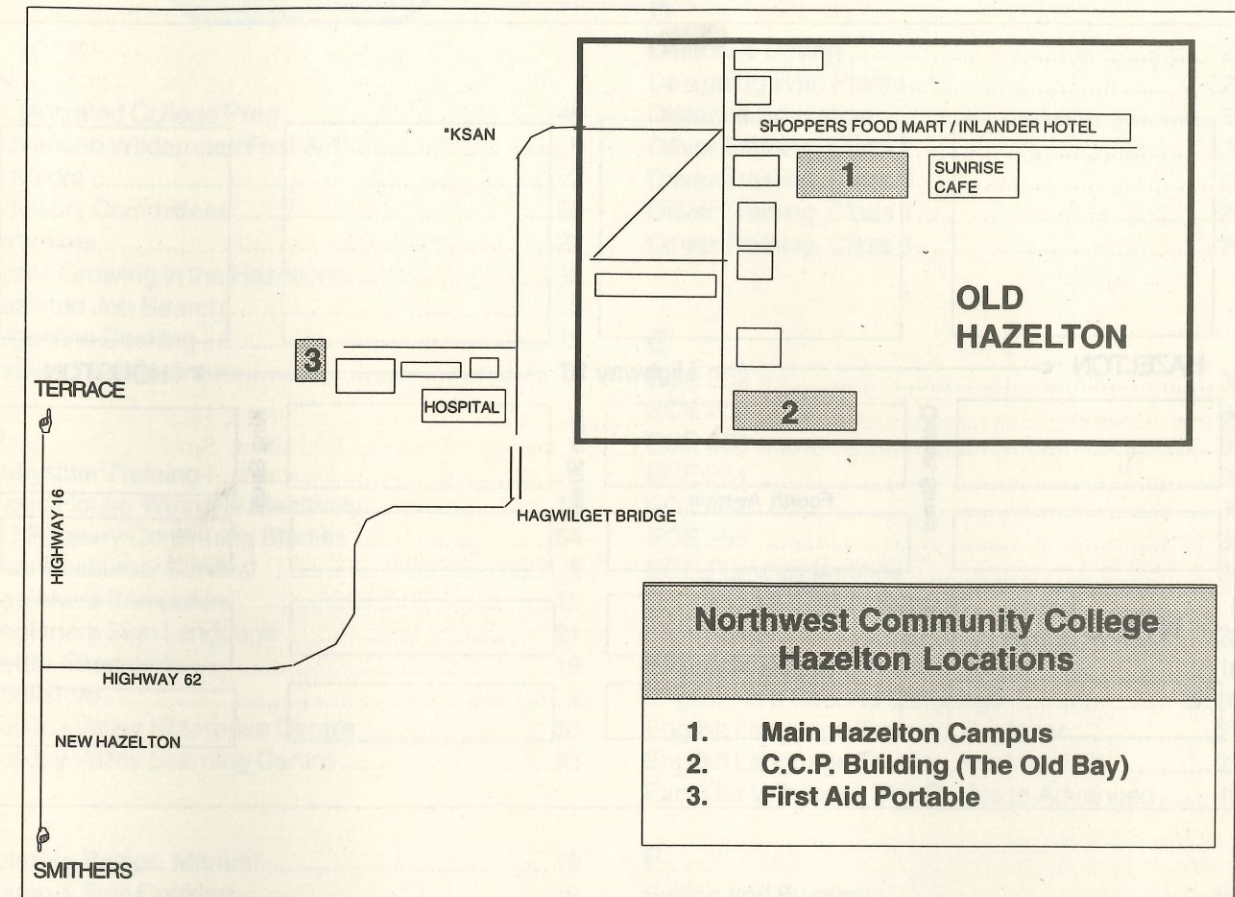 "KSAN
SHOPPERS FOOD MART / INLANDER HOTEL
1
SUNRISE
CAFE
OLD
HAZELTON
3
HOSPITAL
2
TERRACE
HIGHWAY 16
HAGWILGET BRIDGE
HIGHWAY 62
NEW HAZELTON
SMITHERS
Northwest Community College
Hazelton Locations
1. Main Hazelton Campus
2. C.C.P. Building (The Old Bay)
3. First Aid Portable